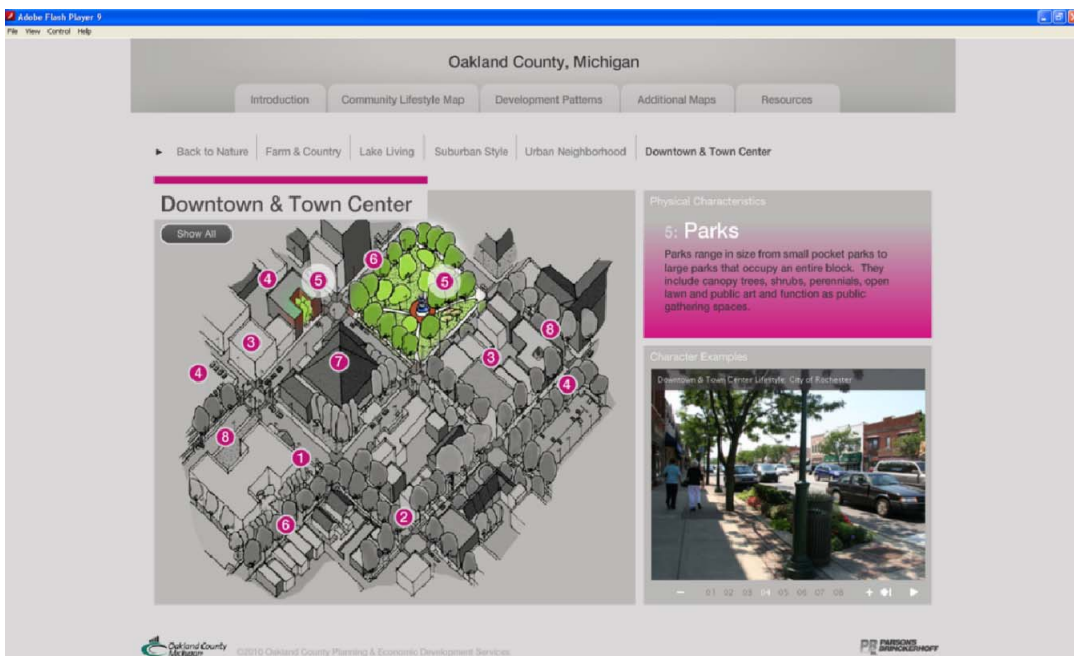 Adobe Flash Player 9
File View Control Help
Oakland County, Michigan
Introduction Community Lifestyle Map Development Patterns Additional Maps Resources
Back to Nature Farm & Country Lake Living Suburban Style Urban Neighborhood Downtown & Town Center
Downtown & Town Center
Show All
6
5
5
4
3
7
8
3
4
4
8
1
2
6
Physical Characteristics
5: Parks
Parks range in size from small pocket parks to
large parks that occupy an entire block. They
include canopy trees, shrubs, perennials, open
lawn and public art and function as public
gathering spaces.
Character Examples
Downtown & Town Center Lifestyle: City of Rochester
01 02 03 04 05 06 07 08
Oakland County
Michigan
©2010 Oakland County Planning & Economic Development Services
PB PARSONS
BRINCKERHOFF